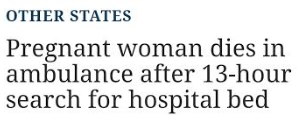 OTHER STATES
Pregnant woman dies in
ambulance after 13-hour
search for hospital bed